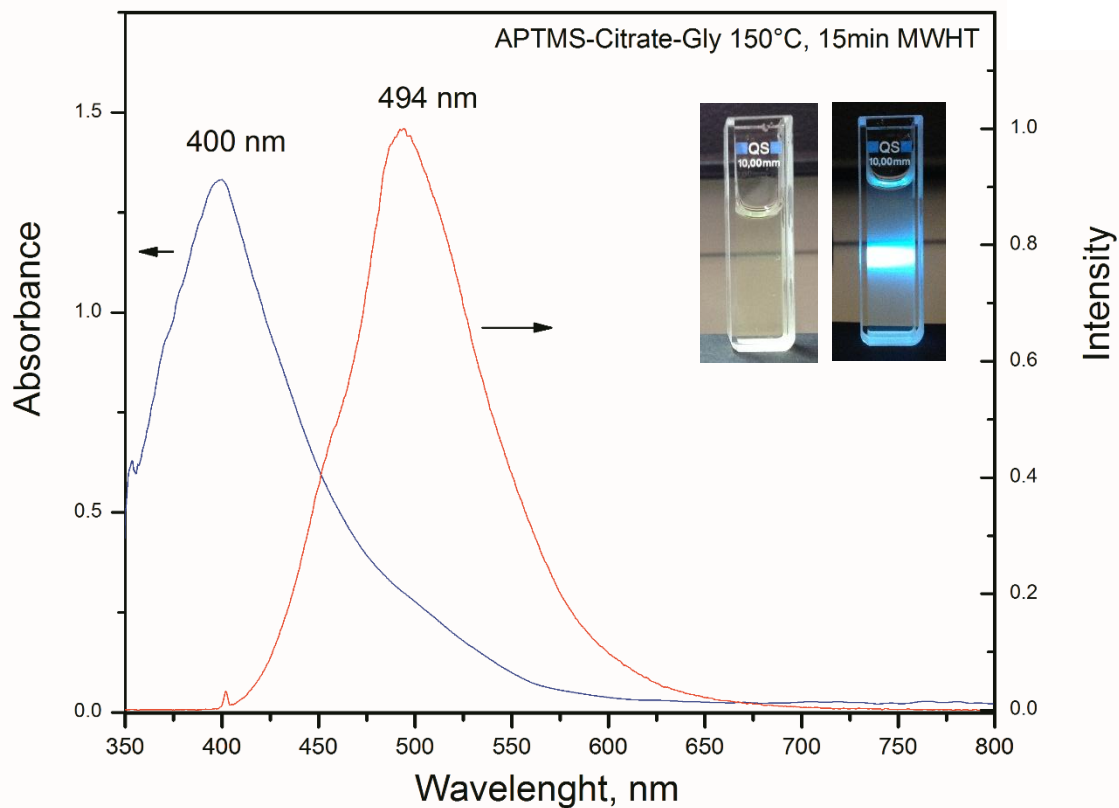 APTMS-Citrate-Gly 150°C, 15min MWHT
494 nm
400 nm
QS
10,00mm
QS
10,00mm
Absorbance
1.5
1.0
0.5
0.0
Intensity
1.0
0.8
0.6
0.4
0.2
0.0
350 400 450 500 550 600 650 700 750 800
Wavelenght, nm